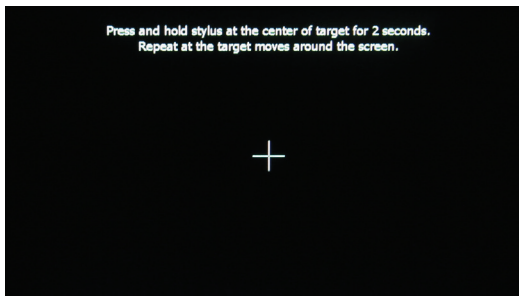 Press and hold stylus at the center of target for 2 seconds.
Repeat at the target moves around the screen.